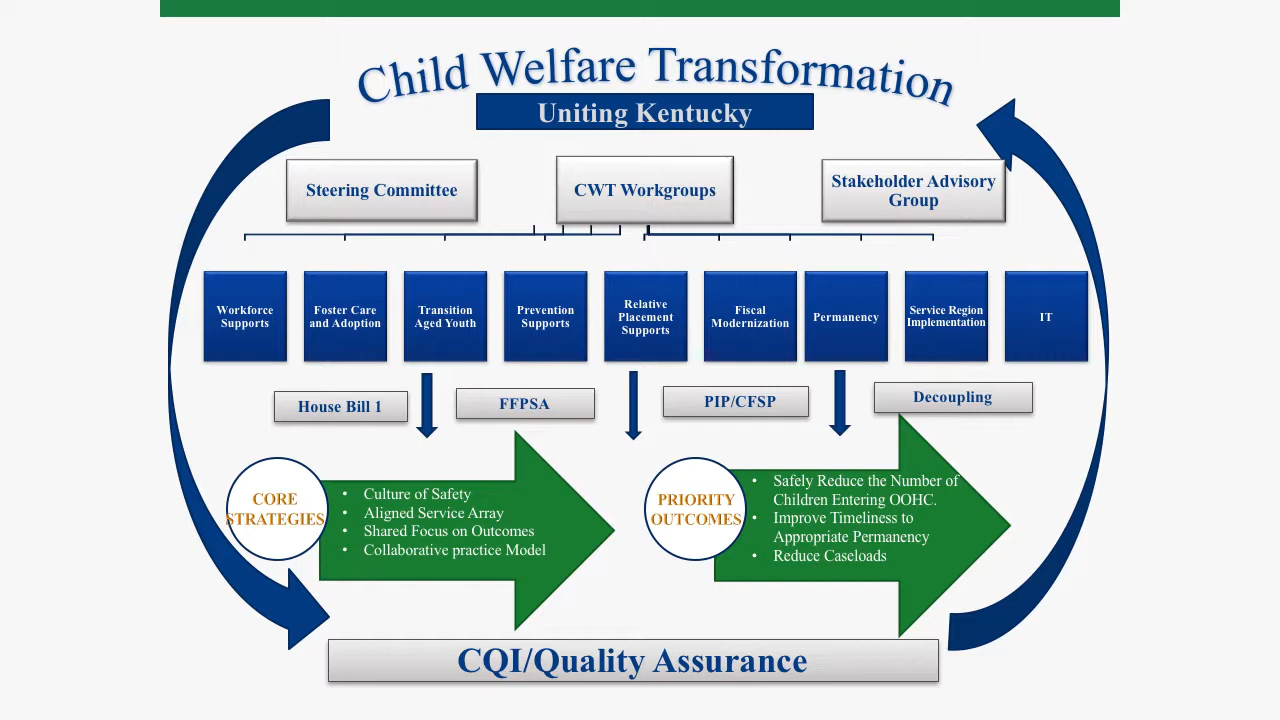 Child Welfare Transformation
Uniting Kentucky
Steering Committee
CWT Workgroups
Stakeholder Advisory
Group
Workforce
Supports
Foster Care
and Adoption
Transition
Aged Youth
Prevention
Supports
Relative
Placement
Supports
Fiscal
Modernization
Permanency
Service Region
Implementation
IT
House Bill 1
FFPSA
PIP/CFSP
Decoupling
CORE
STRATEGIES
• Culture of Safety
• Aligned Service Array
• Shared Focus on Outcomes
• Collaborative practice Model
PRIORITY
OUTCOMES
• Safely Reduce the Number of
Children Entering OOHC.
• Improve Timeliness to
Appropriate Permanency
• Reduce Caseloads
CQI/Quality Assurance